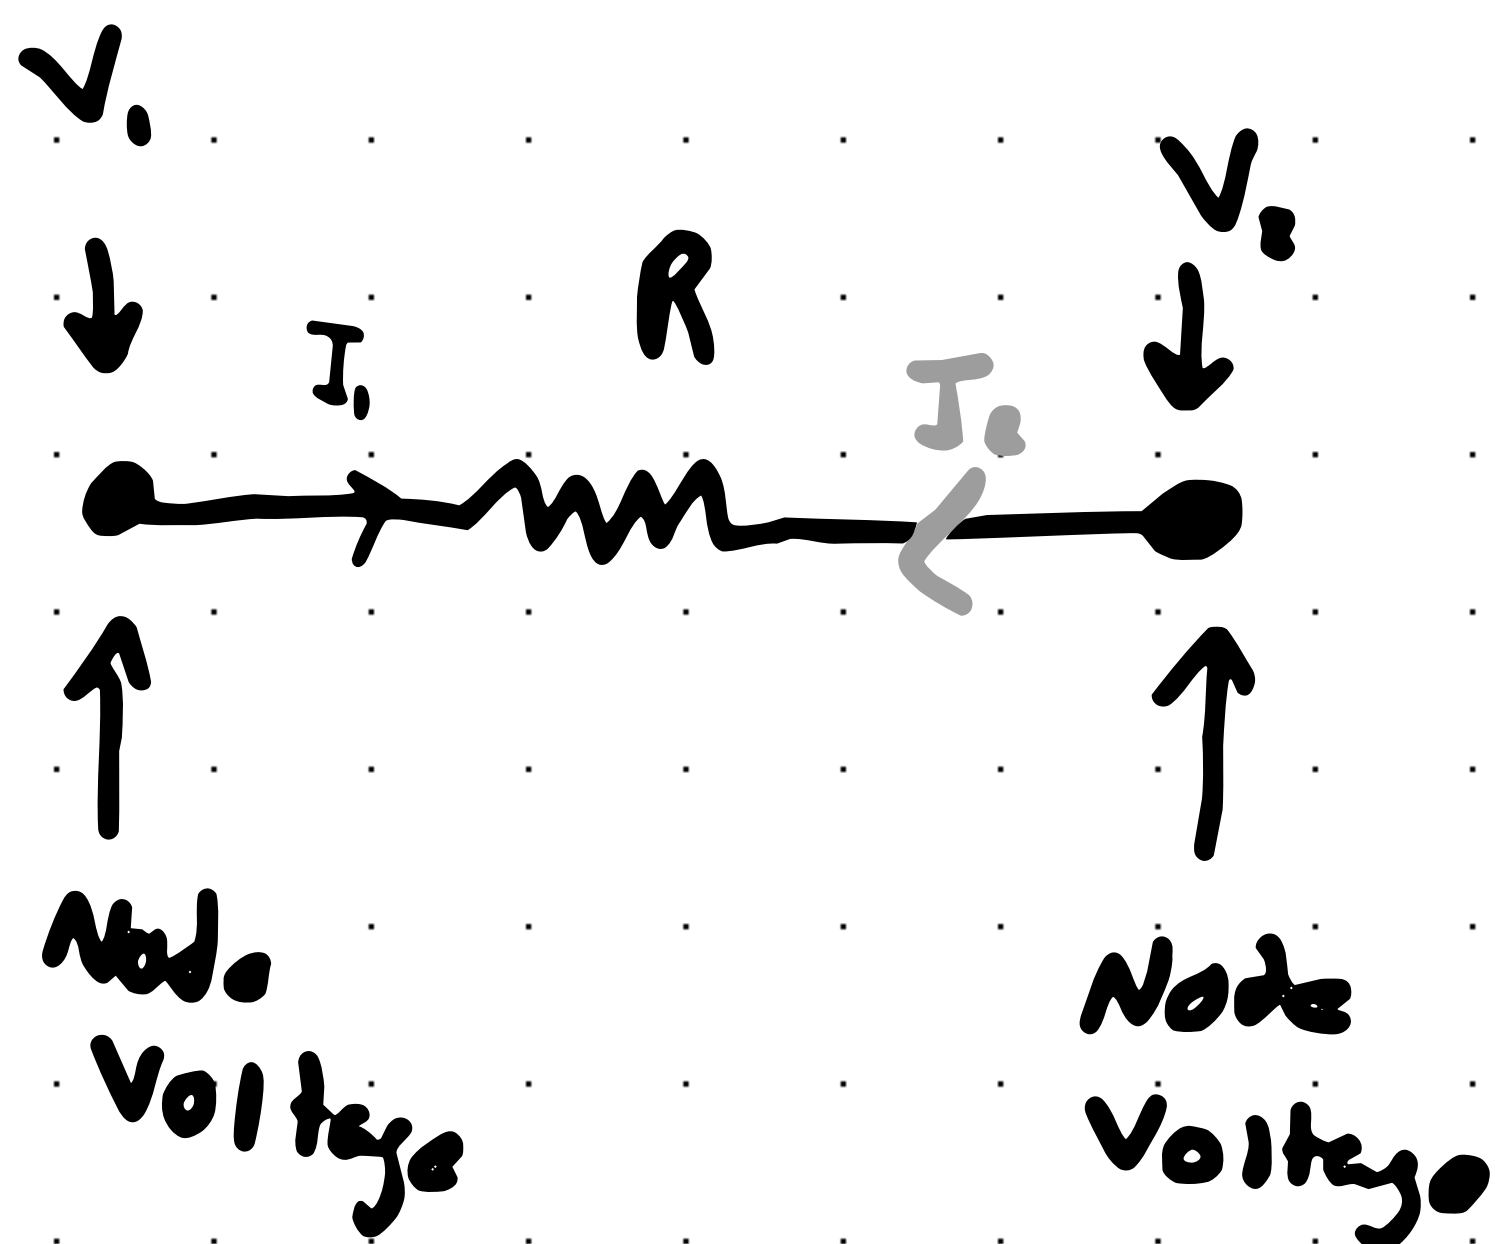 V₁
V₂
R
I₁
I₂
Node
Voltage
Node
Voltage